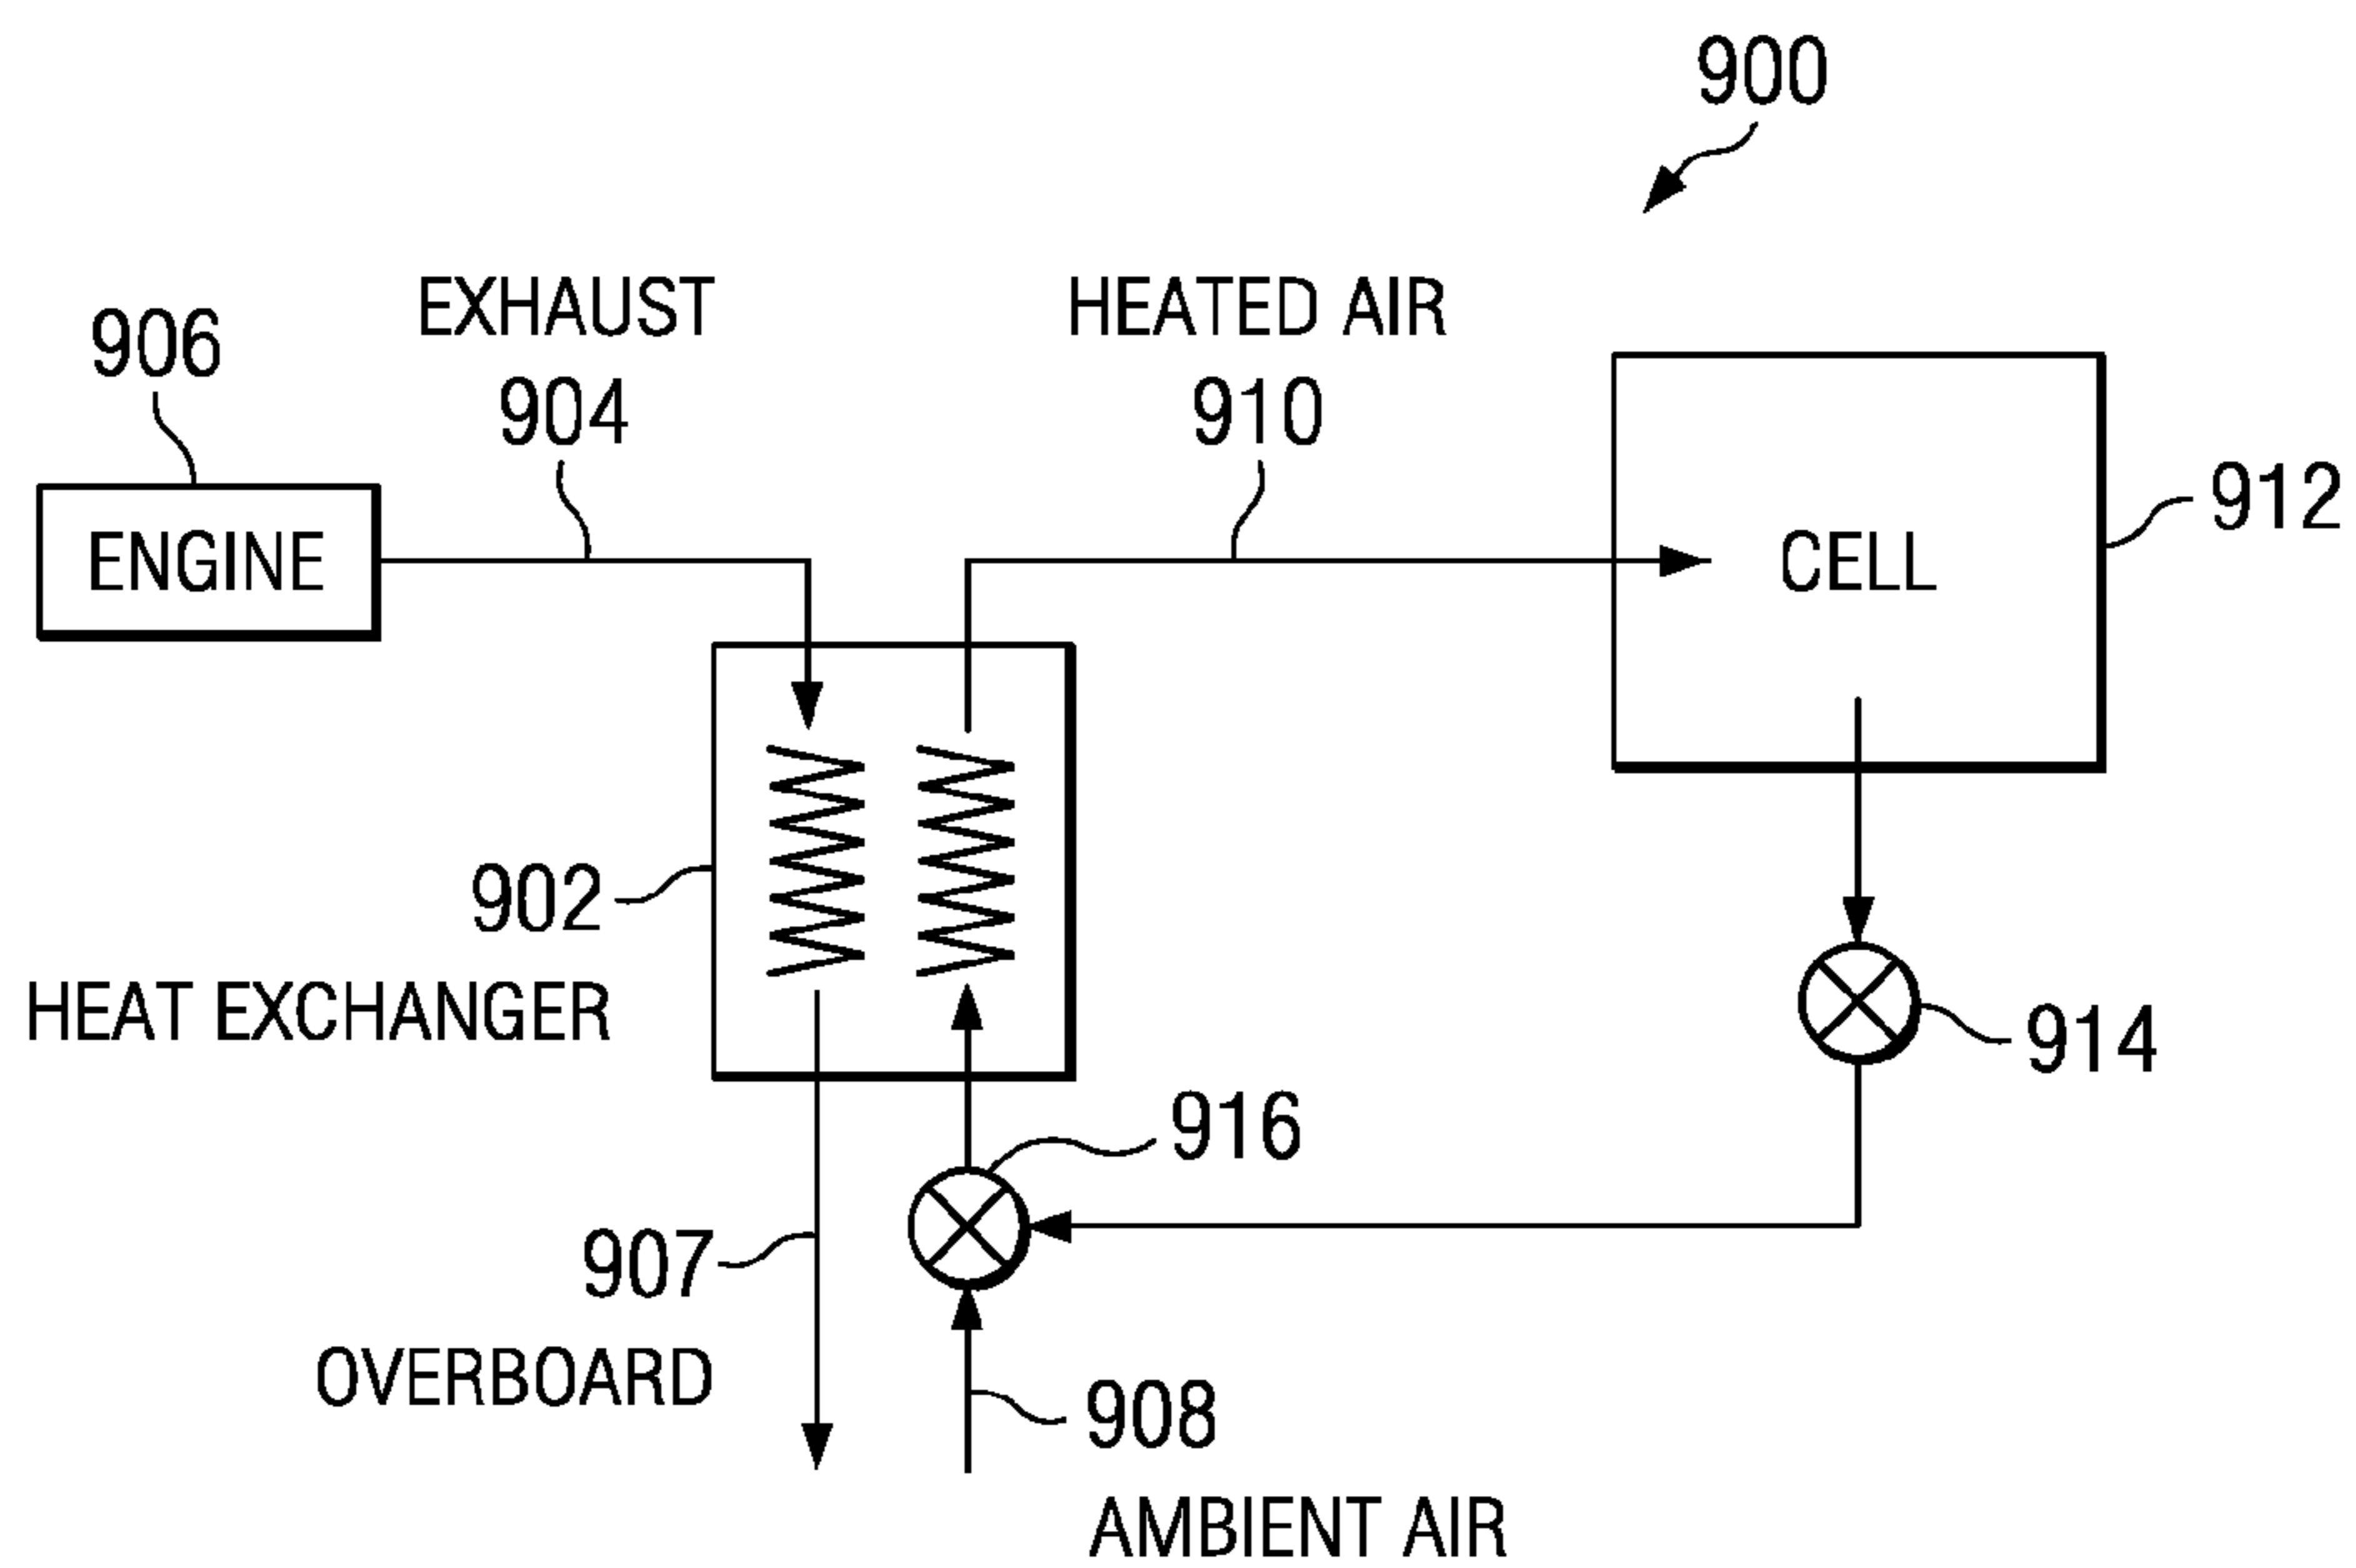 900
EXHAUST
904
HEATED AIR
910
906
ENGINE
CELL
912
902
HEAT EXCHANGER
914
916
907
OVERBOARD
908
AMBIENT AIR